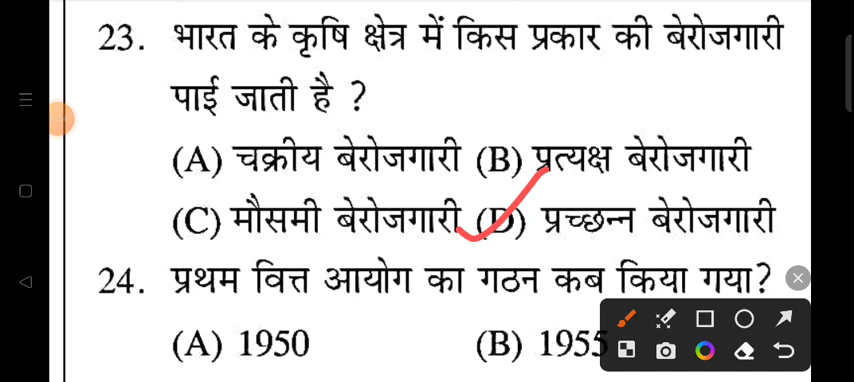 23. भारत के कृषि क्षेत्र में किस प्रकार की बेरोजगारी
पाई जाती है ?
(A) चक्रीय बेरोजगारी (B) प्रत्यक्ष बेरोजगारी
(C) मौसमी बेरोजगारी (D) प्रच्छन्न बेरोजगारी
24. प्रथम वित्त आयोग का गठन कब किया गया?
(A) 1950 (B) 1955